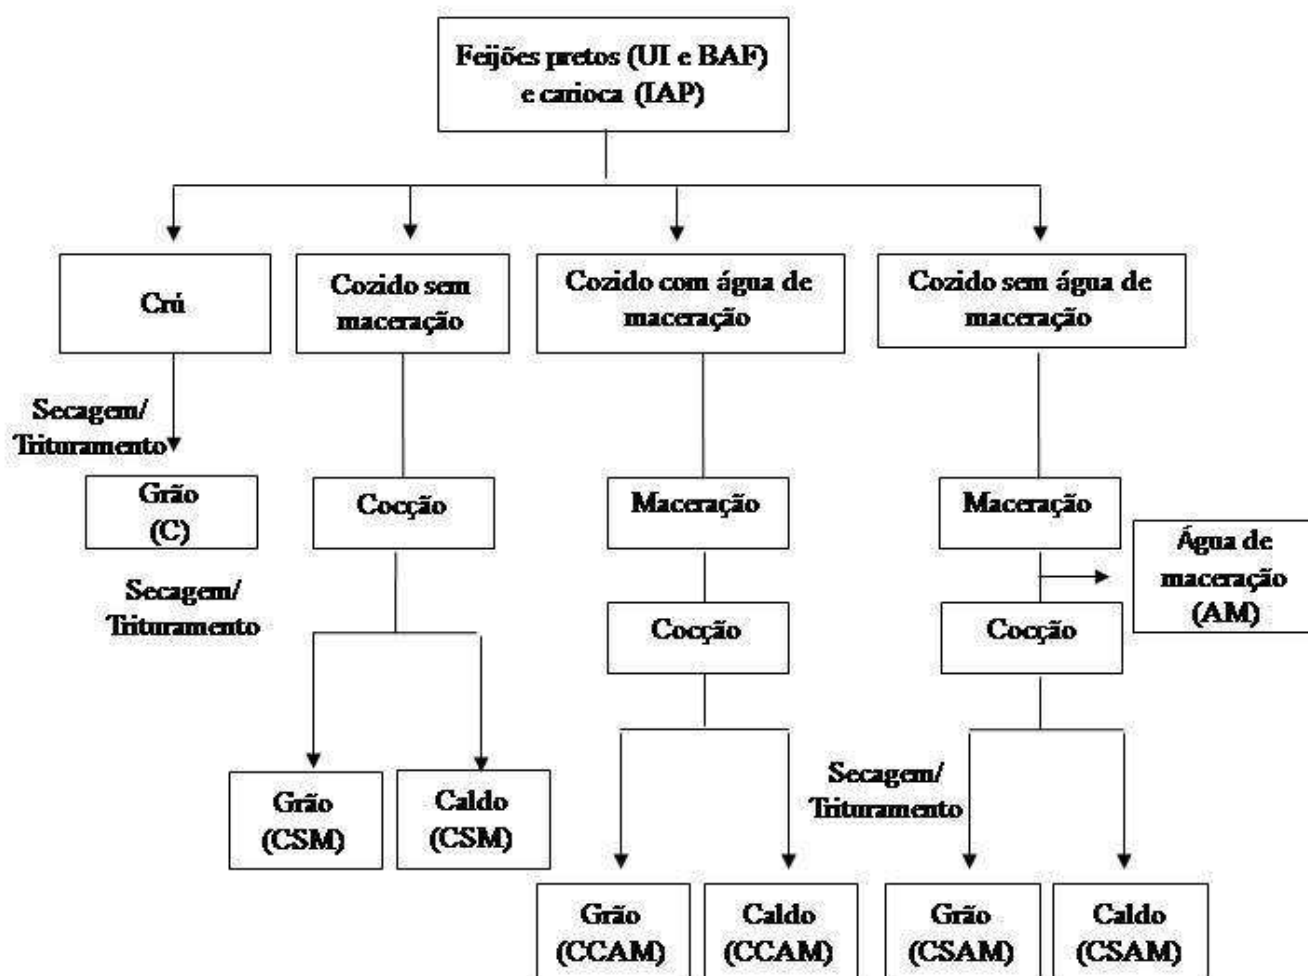 Feijões pretos (UI e BAF)
e carioca (IAP)
Crú
Cozido sem
maceração
Cozido com água de
maceração
Cozido sem água de
maceração
Secagem/
Trituramento
Grão
(C)
Cocção
Maceração
Maceração
Água de
maceração
(AM)
Secagem/
Trituramento
Cocção
Cocção
Grão
(CSM)
Caldo
(CSM)
Secagem/
Trituramento
Grão
(CCAM)
Caldo
(CCAM)
Grão
(CSAM)
Caldo
(CSAM)